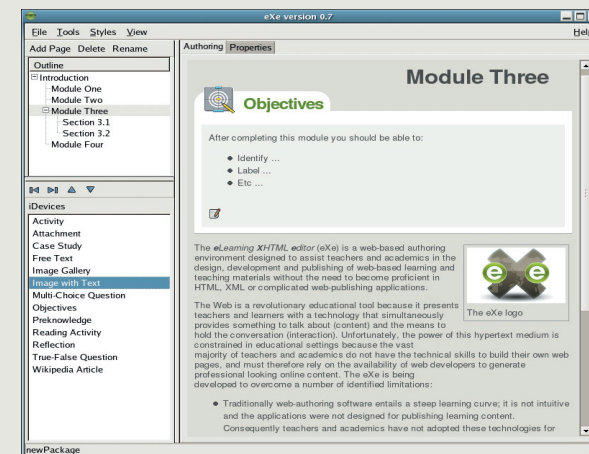 eXe version 0.7
File Tools Styles View Help
Add Page Delete Rename
Outline
Introduction
Module One
Module Two
Module Three
Section 3.1
Section 3.2
Module Four
iDevices
Activity
Attachment
Case Study
Free Text
Image Gallery
Image with Text
Multi-Choice Question
Objectives
Preknowledge
Reading Activity
Reflection
True-False Question
Wikipedia Article
newPackage
Authoring Properties
Module Three
Objectives
After completing this module you should be able to:
Identify ...
Label ...
Etc ...
The eLearning XHTML editor (eXe) is a web-based authoring
environment designed to assist teachers and academics in the
design, development and publishing of web-based learning and
teaching materials without the need to become proficient in
HTML, XML or complicated web-publishing applications.
eXe
The eXe logo
The Web is a revolutionary educational tool because it presents
teachers and learners with a technology that simultaneously
provides something to talk about (content) and the means to
hold the conversation (interaction). Unfortunately, the power of this hypertext medium is
constrained in educational settings because the vast
majority of teachers and academics do not have the technical skills to build their own web
pages, and must therefore rely on the availability of web developers to generate
professional looking online content. The eXe is being
developed to overcome a number of identified limitations:
Traditionally web-authoring software entails a steep learning curve; it is not intuitive
and the applications were not designed for publishing learning content.
Consequently teachers and academics have not adopted these technologies for